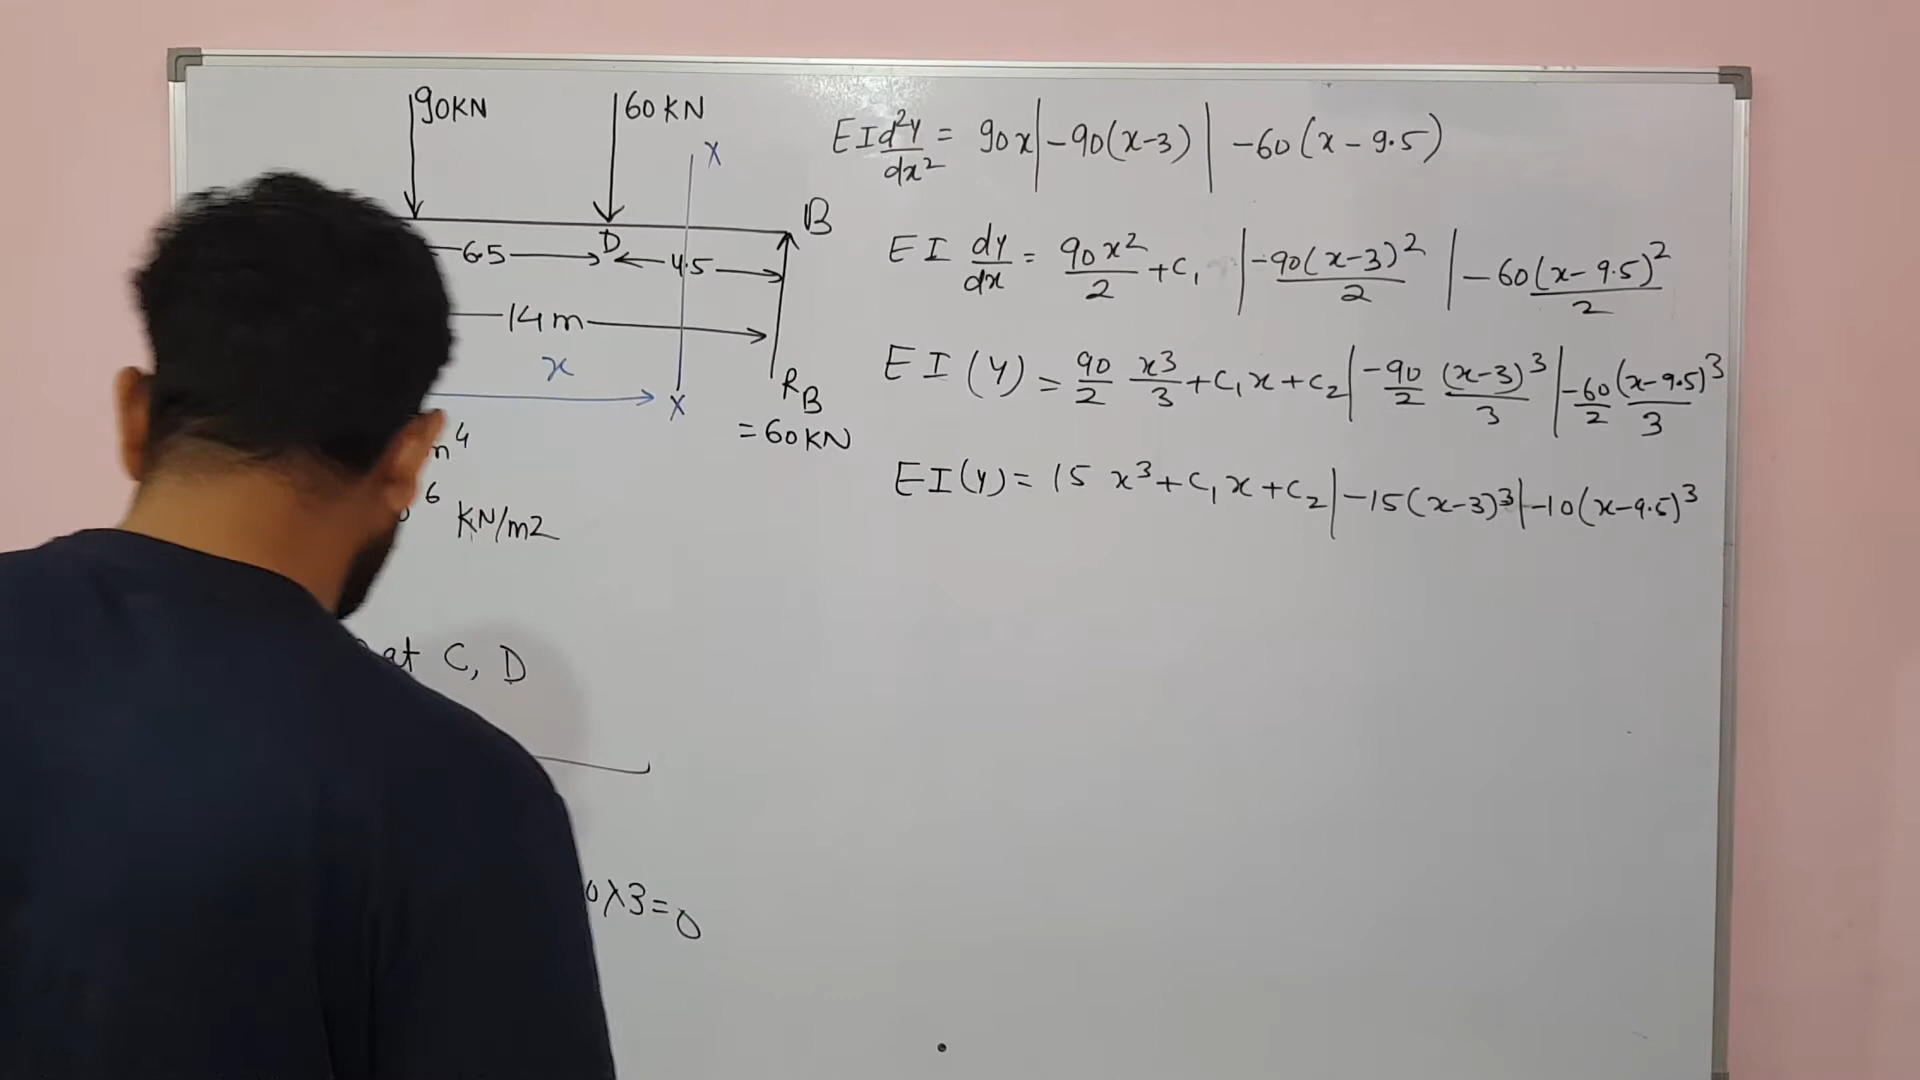 90KN
60 KN
X
B
6.5
D
4.5
14 m
x
X
R_B
= 60 KN
m^4
^6 KN/m2
at C, D
0×3=0
EI d²y/dx² = 90x | -90(x-3) | -60(x-9.5)
EI dy/dx = 90x²/2 + C₁ | -90(x-3)²/2 | -60(x-9.5)²/2
EI(y) = 90/2 x³/3 + C₁x + C₂ | -90/2 (x-3)³/3 | -60/2 (x-9.5)³/3
EI(y) = 15 x³ + C₁x + C₂ | -15(x-3)³ | -10(x-9.5)³